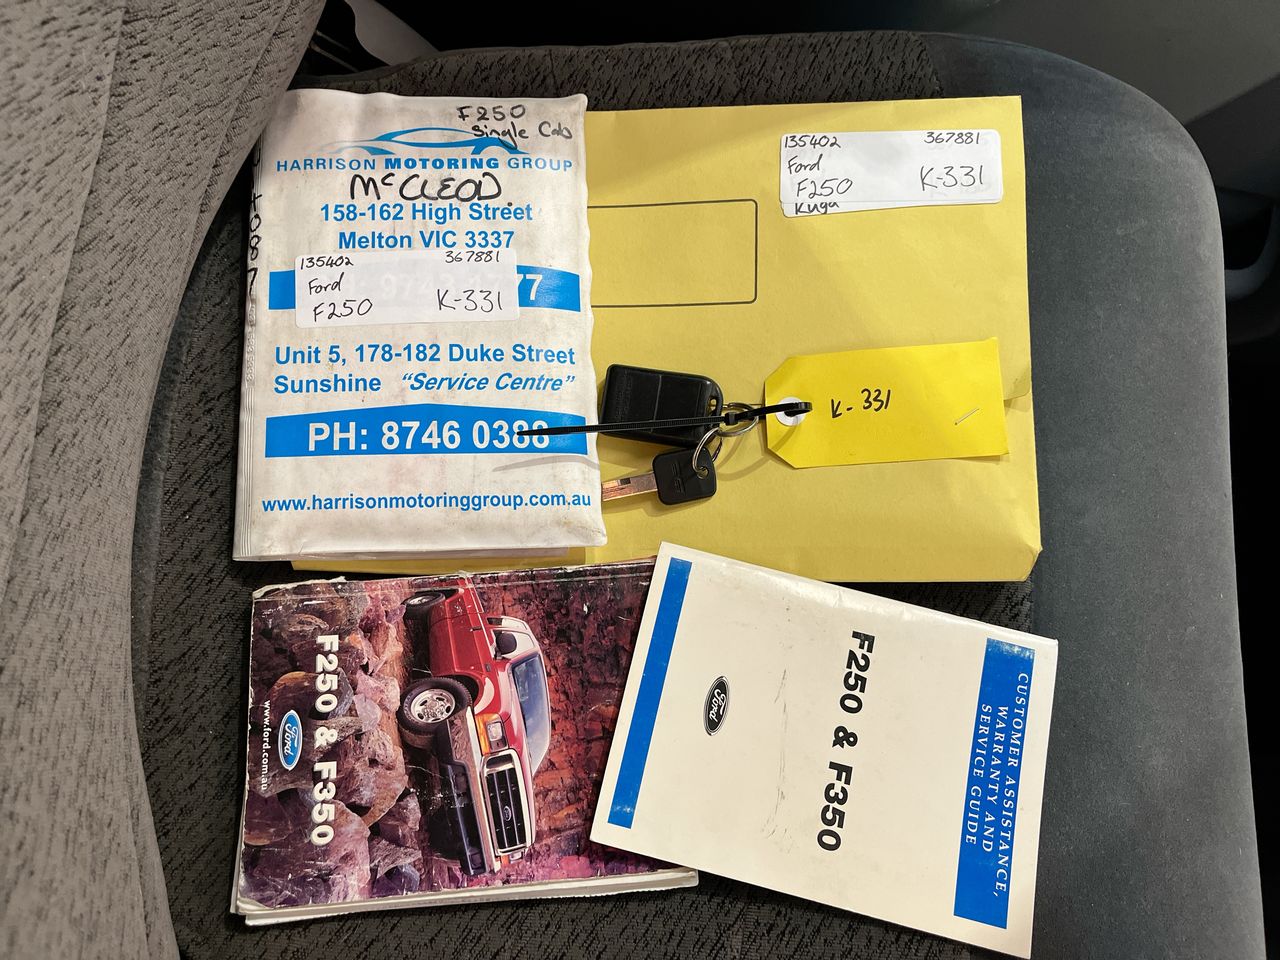 F250
Single Cab
HARRISON MOTORING GROUP
McCLEOD.
158-162 High Street
Melton VIC 3337
135402 367881
Ford
F250 K-331
77
Unit 5, 178-182 Duke Street
Sunshine "Service Centre"
PH: 8746 0388
www.harrisonmotoringgroup.com.au
135402 367881
Ford
F250 K-331
Kuga
K-331
F250 & F350
Ford
www.ford.com.au
CUSTOMER ASSISTANCE,
WARRANTY AND
SERVICE GUIDE
F250 & F350
Ford